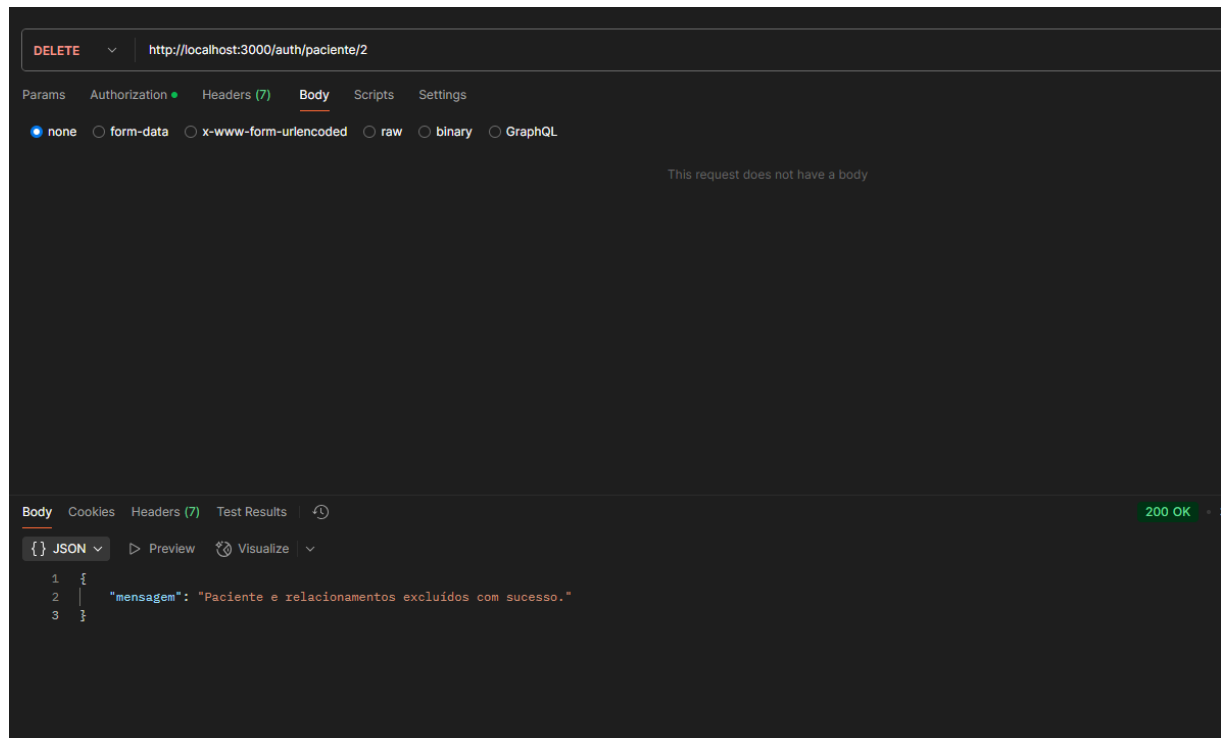 DELETE http://localhost:3000/auth/paciente/2
Params Authorization Headers (7) Body Scripts Settings
none form-data x-www-form-urlencoded raw binary GraphQL
This request does not have a body
Body Cookies Headers (7) Test Results 200 OK
{} JSON Preview Visualize
1 {
2 "mensagem": "Paciente e relacionamentos excluídos com sucesso."
3 }